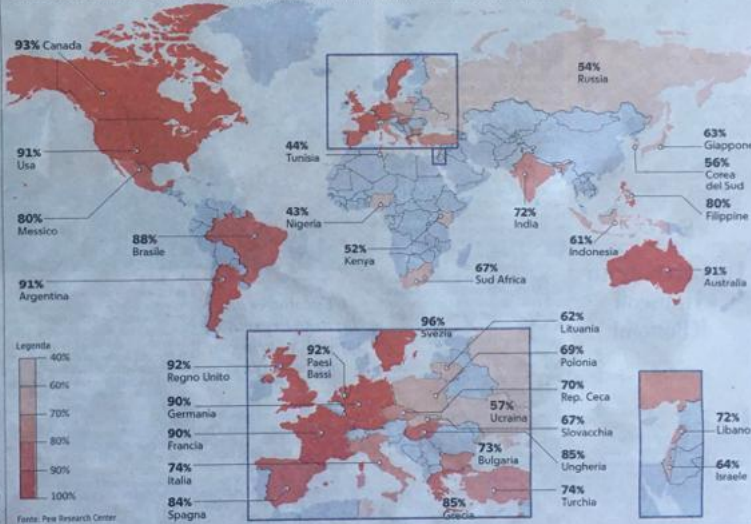 93% Canada
91%
Usa
80%
Messico
91%
Argentina
88%
Brasile
44%
Tunisia
43%
Nigeria
52%
Kenya
67%
Sud Africa
54%
Russia
72%
India
61%
Indonesia
63%
Giappone
56%
Corea
del Sud
80%
Filippine
91%
Australia
Legenda
40%
60%
70%
80%
90%
100%
92%
Regno Unito
90%
Germania
90%
Francia
74%
Italia
84%
Spagna
92%
Paesi
Bassi
96%
Svezia
57%
Ucraina
73%
Bulgaria
85%
Grecia
62%
Lituania
69%
Polonia
70%
Rep. Ceca
67%
Slovacchia
85%
Ungheria
74%
Turchia
72%
Libano
64%
Israele
Fonte: Pew Research Center